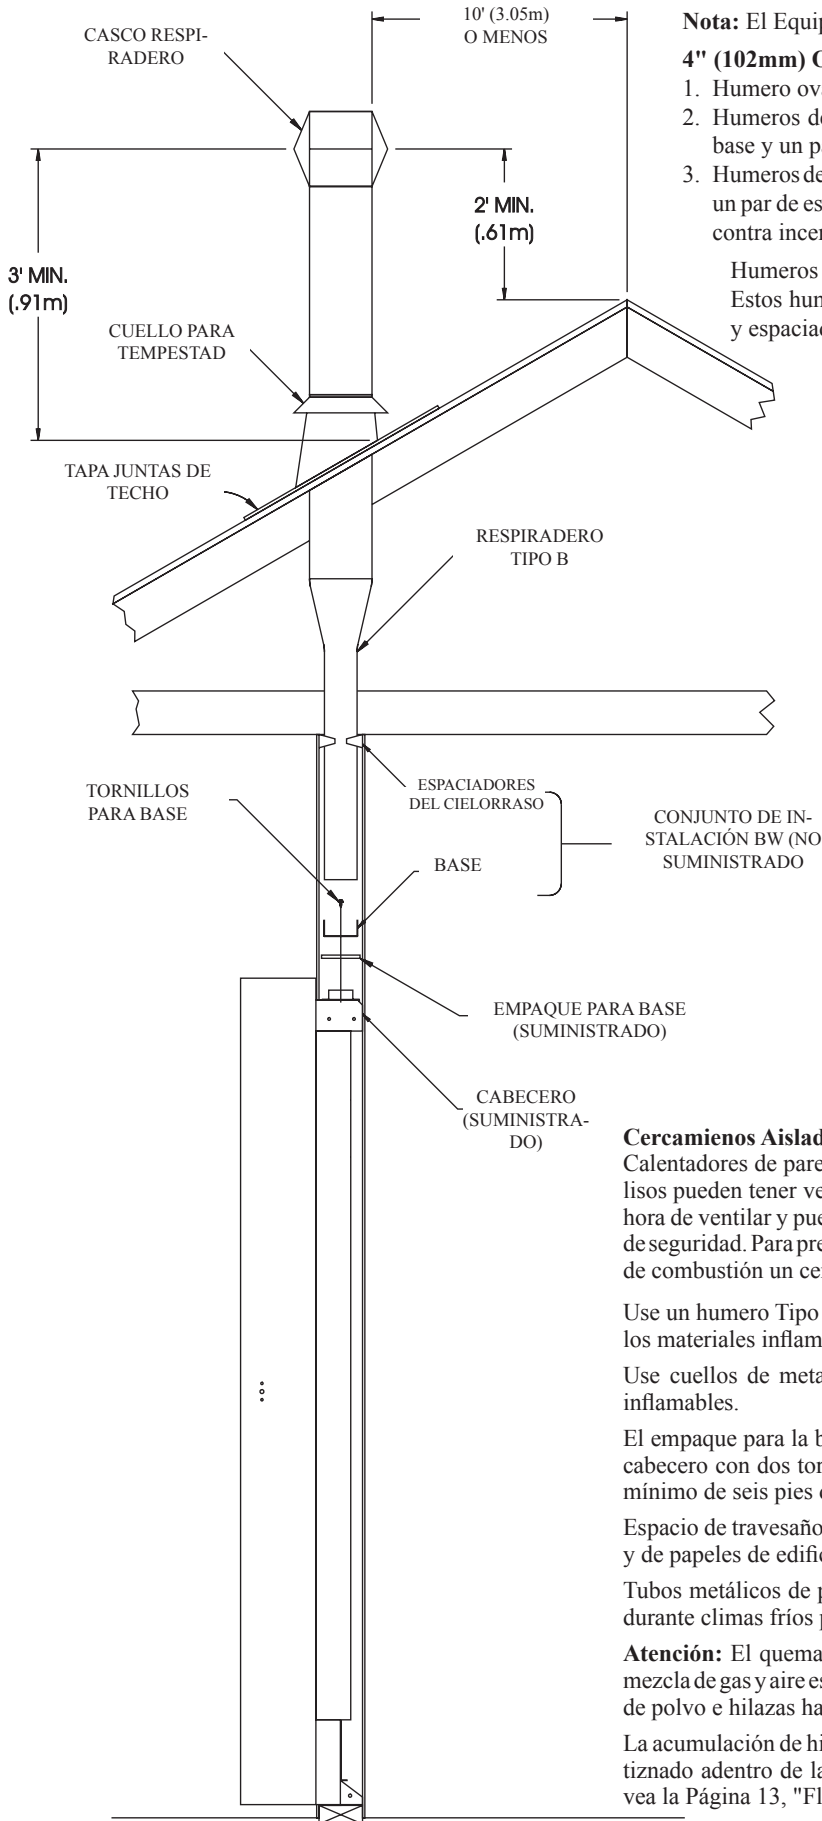 CASCO RESPI-
RADERO
10' (3.05m)
O MENOS
2' MIN.
(.61m)
3' MIN.
(.91m)
CUELLO PARA
TEMPESTAD
TAPA JUNTAS DE
TECHO
RESPIRADERO
TIPO B
TORNILLOS
PARA BASE
ESPACIADORES
DEL CIELORRASO
BASE
CONJUNTO DE IN-
STALACIÓN BW (NO
SUMINISTRADO
EMPAQUE PARA BASE
(SUMINISTRADO)
CABECERO
(SUMINISTRA-
DO)
Nota: El Equip
4" (102mm)
1. Humero ov
2. Humeros de
base y un pa
3. Humeros de
un par de es
contra incen
Humeros
Estos hum
y espaciad
Cercamienos Aislad
Calentadores de pare
lisos pueden tener ve
hora de ventilar y pue
de seguridad. Para pre
de combustión un ce
Use un humero Tipo
los materiales inflam
Use cuellos de meta
inflamables.
El empaque para la b
cabecero con dos tor
mínimo de seis pies
Espacio de travesaño
y de papeles de edific
Tubos metálicos de p
durante climas fríos p
Atención: El quema
mezcla de gas y aire es
de polvo e hilazas ha
La acumulación de hi
tiznado adentro de la
vea la Página 13, "Fl